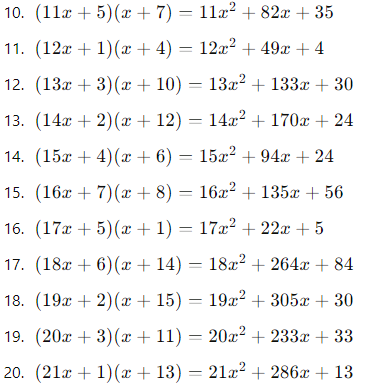 10. (11x + 5)(x + 7) = 11x² + 82x + 35
11. (12x + 1)(x + 4) = 12x² + 49x + 4
12. (13x + 3)(x + 10) = 13x² + 133x + 30
13. (14x + 2)(x + 12) = 14x² + 170x + 24
14. (15x + 4)(x + 6) = 15x² + 94x + 24
15. (16x + 7)(x + 8) = 16x² + 135x + 56
16. (17x + 5)(x + 1) = 17x² + 22x + 5
17. (18x + 6)(x + 14) = 18x² + 264x + 84
18. (19x + 2)(x + 15) = 19x² + 305x + 30
19. (20x + 3)(x + 11) = 20x² + 233x + 33
20. (21x + 1)(x + 13) = 21x² + 286x + 13